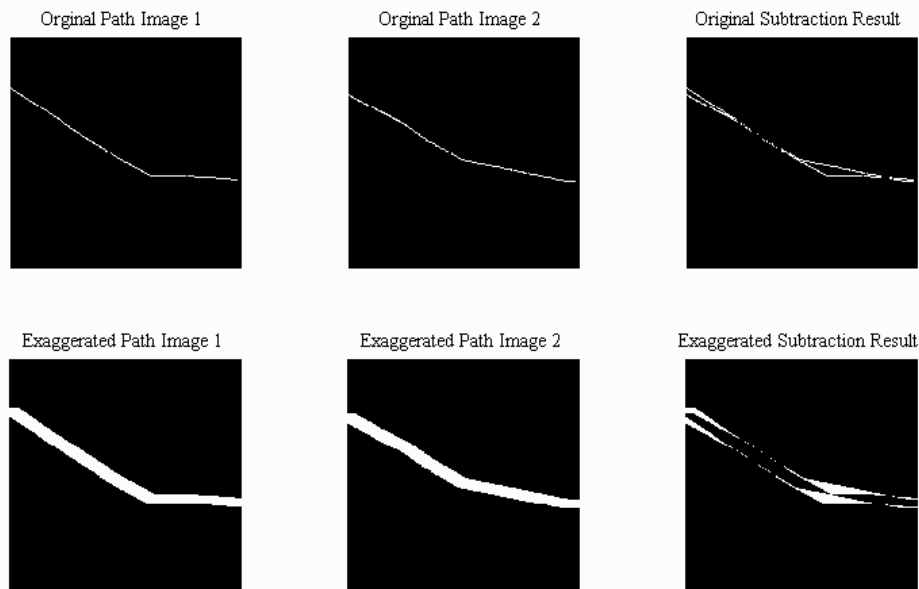 Orginal Path Image 1
Orginal Path Image 2
Original Subtraction Result
Exaggerated Path Image 1
Exaggerated Path Image 2
Exaggerated Subtraction Result